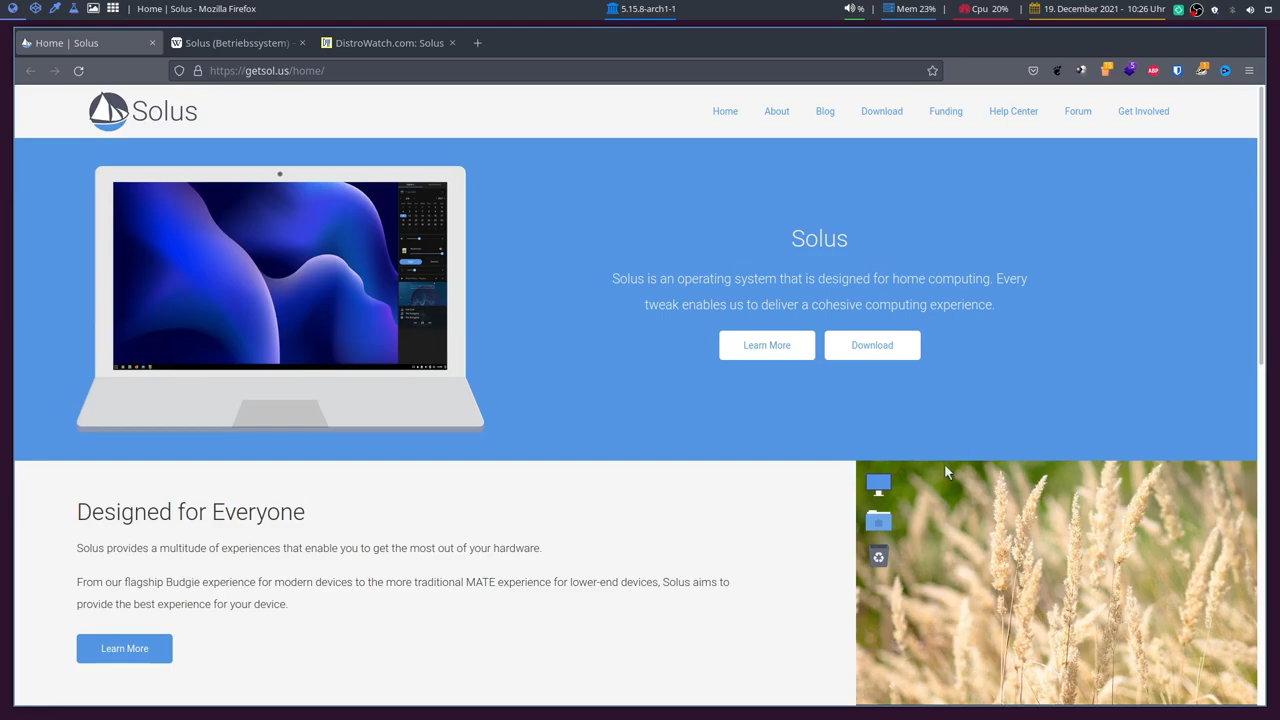 Home | Solus - Mozilla Firefox
5.15.8-arch1-1
%
Mem 23%
Cpu 20%
19. December 2021 - 10:26 Uhr
Home | Solus
Solus (Betriebssystem) –
DistroWatch.com: Solus
https://getsol.us/home/
Solus
Home
About
Blog
Download
Funding
Help Center
Forum
Get Involved
Solus
Solus is an operating system that is designed for home computing. Every
tweak enables us to deliver a cohesive computing experience.
Learn More
Download
Designed for Everyone
Solus provides a multitude of experiences that enable you to get the most out of your hardware.
From our flagship Budgie experience for modern devices to the more traditional MATE experience for lower-end devices, Solus aims to
provide the best experience for your device.
Learn More